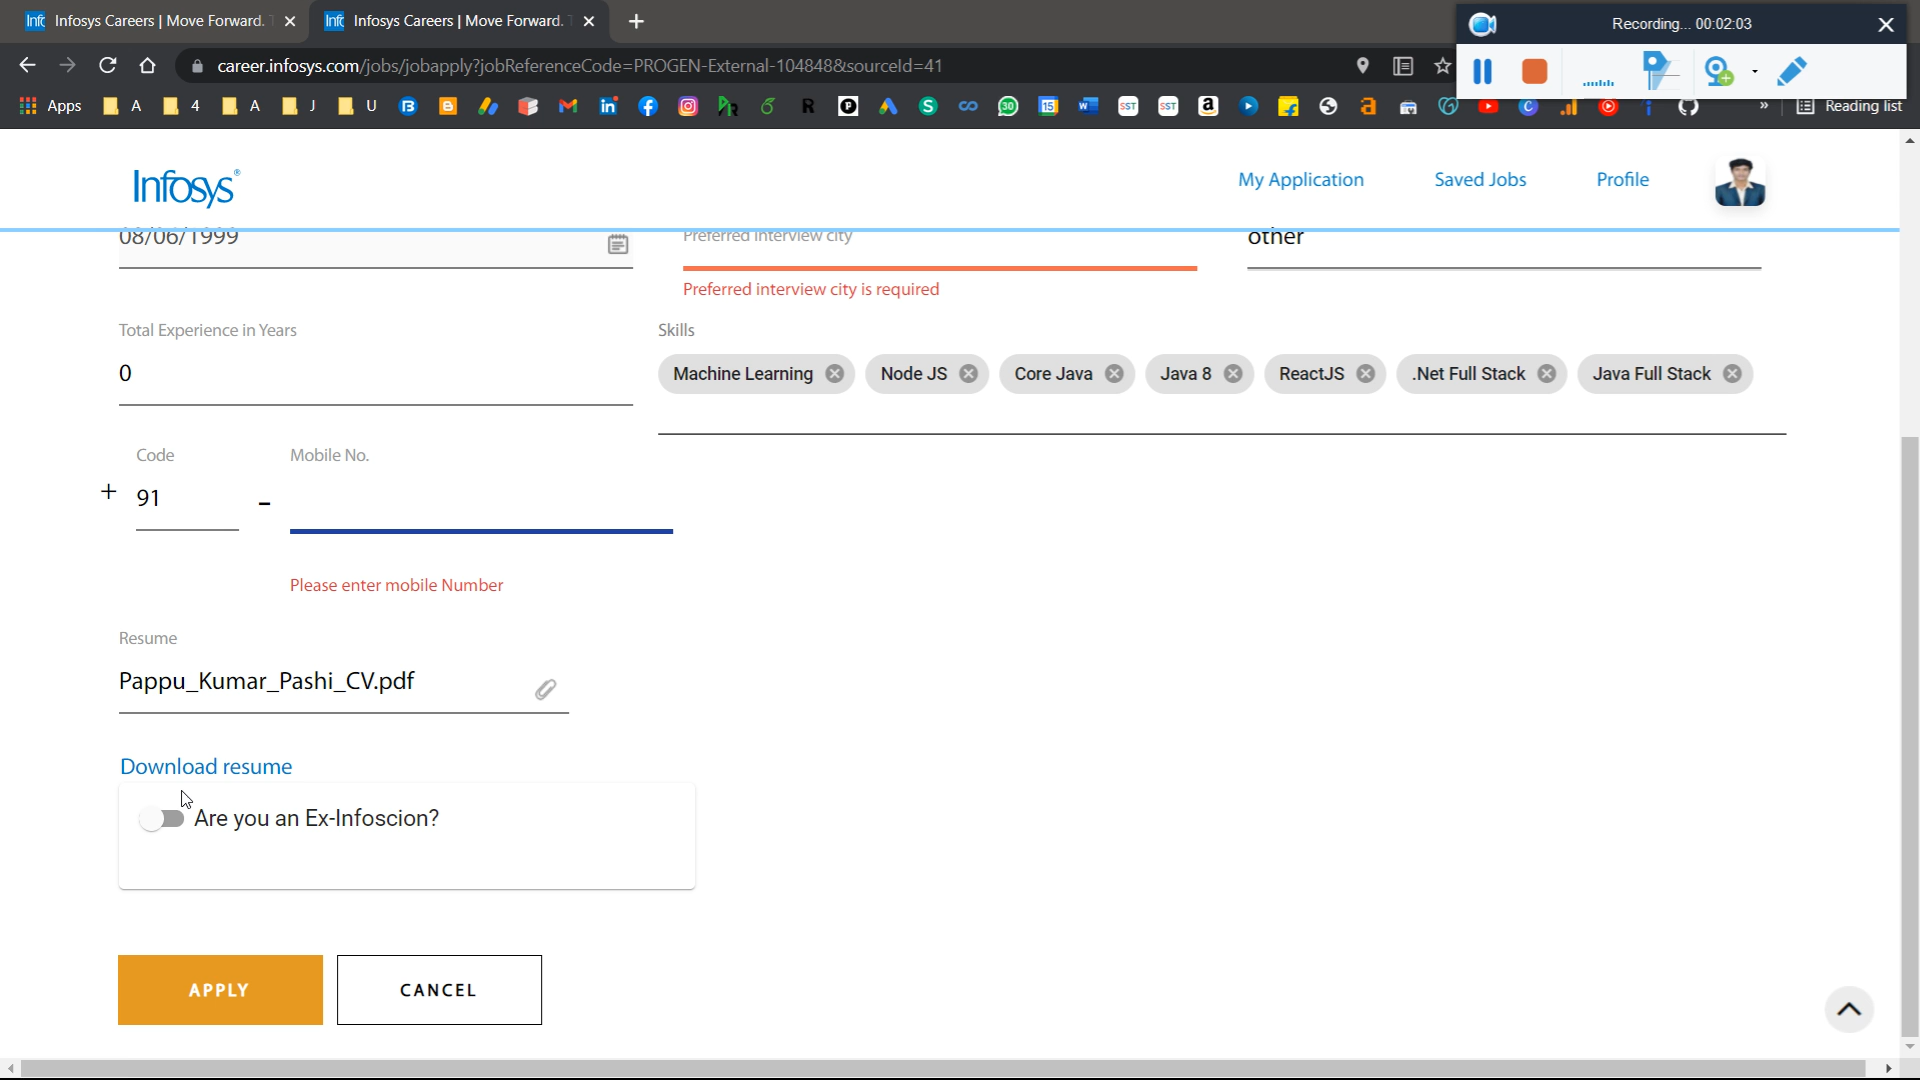 Infosys Careers | Move Forward.
Infosys Careers | Move Forward.
Recording... 00:02:03
career.infosys.com/jobs/jobapply?jobReferenceCode=PROGEN-External-104848&sourceId=41
Apps A 4 A J U
Reading list
Infosys
My Application Saved Jobs Profile
08/06/1999 Preferred interview city other
Preferred interview city is required
Total Experience in Years Skills
0 Machine Learning Node JS Core Java Java 8 ReactJS .Net Full Stack Java Full Stack
Code Mobile No.
+ 91 -
Please enter mobile Number
Resume
Pappu_Kumar_Pashi_CV.pdf
Download resume
Are you an Ex-Infoscion?
APPLY CANCEL